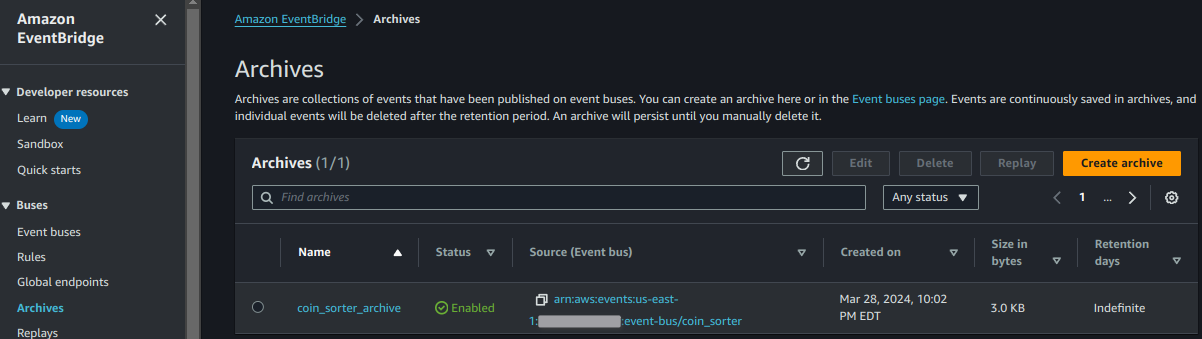 Amazon
EventBridge
Developer resources
Learn New
Sandbox
Quick starts
Buses
Event buses
Rules
Global endpoints
Archives
Replays
Amazon EventBridge > Archives
Archives
Archives are collections of events that have been published on event buses. You can create an archive here or in the Event buses page. Events are continuously saved in archives, and
individual events will be deleted after the retention period. An archive will persist until you manually delete it.
Archives (1/1)
Edit Delete Replay Create archive
Find archives
Any status
1 ...
Name Status Source (Event bus) Created on Size in bytes Retention days
coin_sorter_archive Enabled arn:aws:events:us-east-
1: :event-bus/coin_sorter
Mar 28, 2024, 10:02
PM EDT
3.0 KB
Indefinite